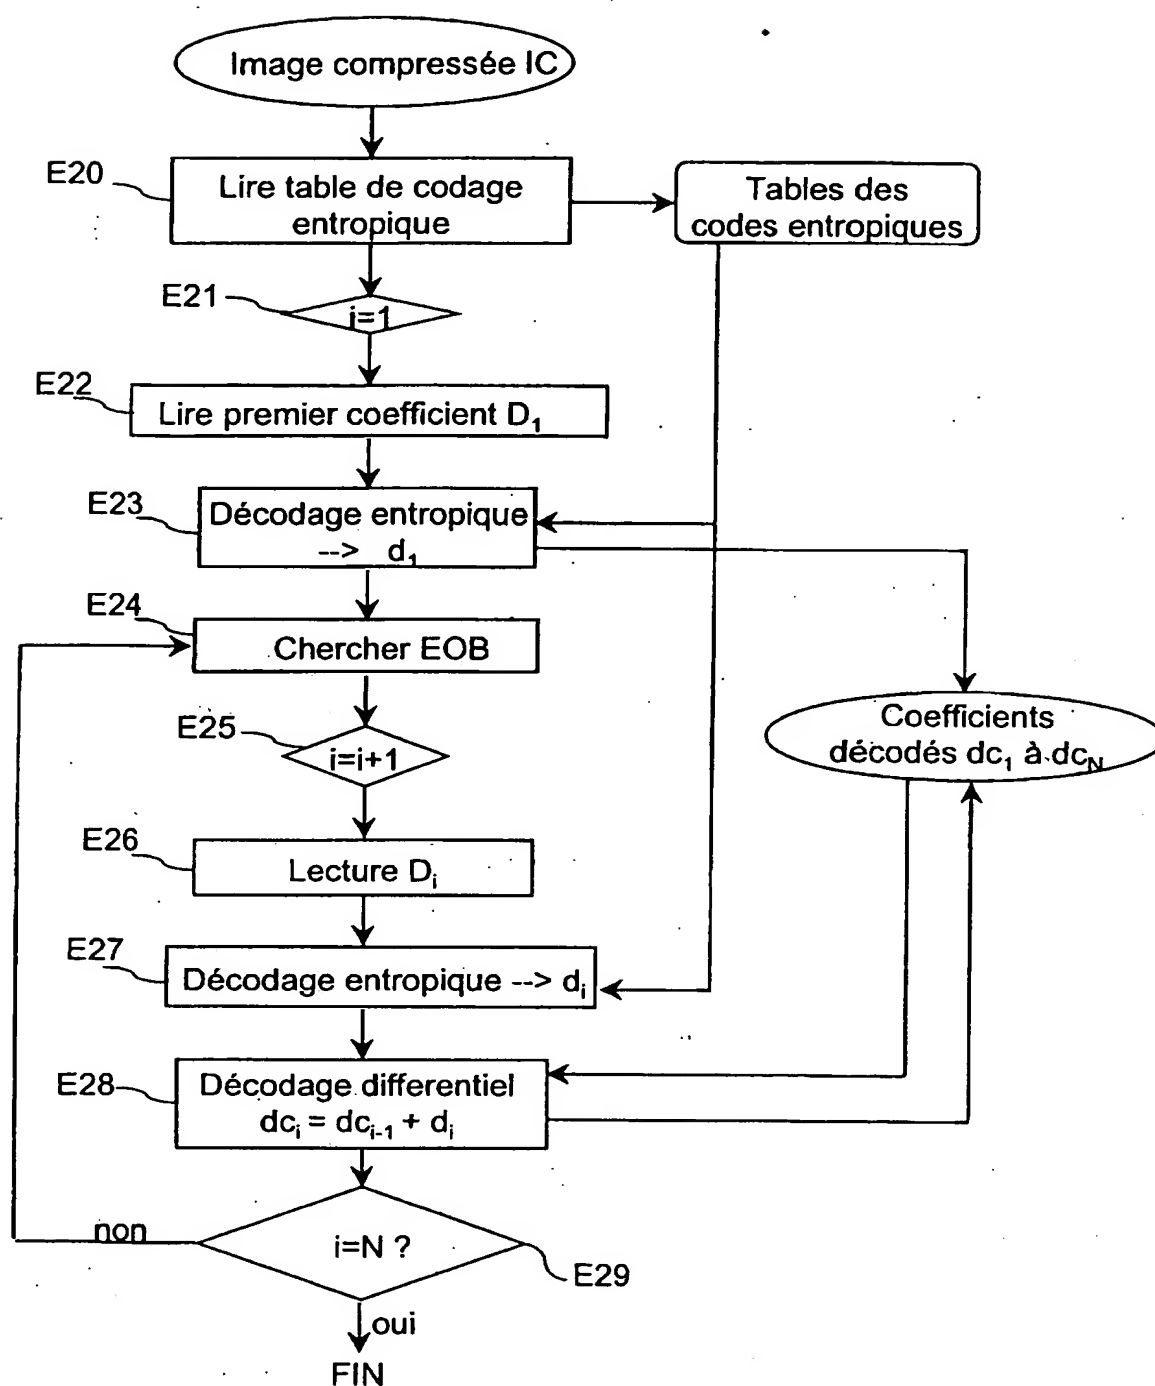 Image compressée IC
E20
Lire table de codage
entropique
Tables des
codes entropiques
E21
i=1
E22
Lire premier coefficient D₁
E23
Décodage entropique
--> d₁
E24
Chercher EOB
E25
i=i+1
Coefficients
décodés dc₁ à dc_N
E26
Lecture Dᵢ
E27
Décodage entropique --> dᵢ
E28
Décodage differentiel
dcᵢ = dcᵢ₋₁ + dᵢ
non
i=N ?
E29
oui
FIN